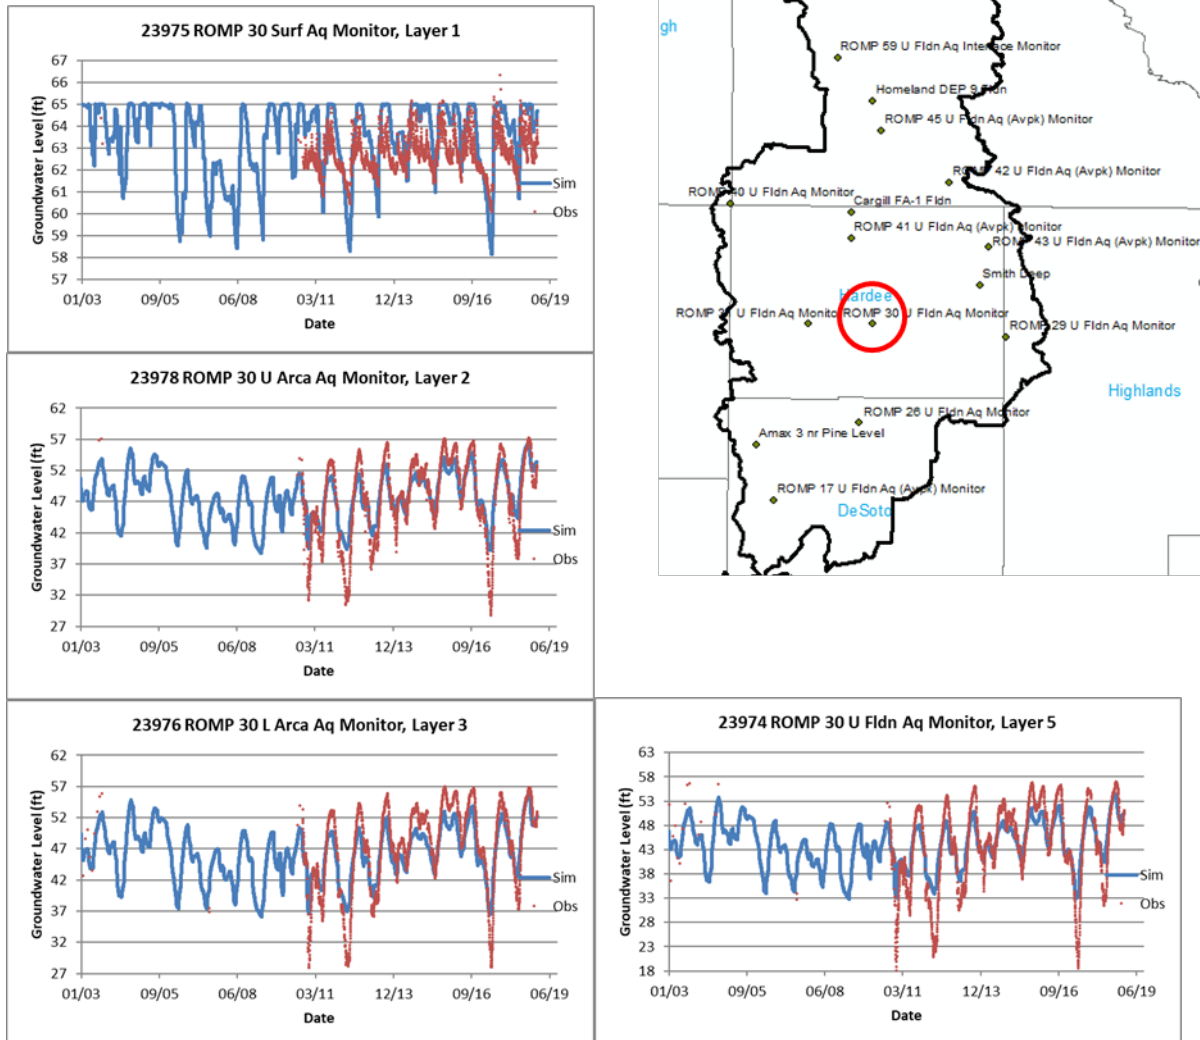 23975 ROMP 30 Surf Aq Monitor, Layer 1
Groundwater Level (ft)
67
66
65
64
63
62
61
60
59
58
57
Sim
Obs
01/03 09/05 06/08 03/11 12/13 09/16 06/19
Date
gh
ROMP 59 U Fldn Aq Interface Monitor
Homeland DEP 9 Fldn
ROMP 45 U Fldn Aq (Avpk) Monitor
ROMP 42 U Fldn Aq (Avpk) Monitor
ROMP 40 U Fldn Aq Monitor
Cargill FA-1 Fldn
ROMP 41 U Fldn Aq (Avpk) Monitor
ROMP 43 U Fldn Aq (Avpk) Monitor
Smith Deep
Hardee
ROMP 3 U Fldn Aq Monitor
ROMP 30 U Fldn Aq Monitor
ROMP 29 U Fldn Aq Monitor
Highlands
ROMP 26 U Fldn Aq Monitor
Amax 3 nr Pine Level
ROMP 17 U Fldn Aq (Avpk) Monitor
DeSoto
23978 ROMP 30 U Arca Aq Monitor, Layer 2
Groundwater Level (ft)
62
57
52
47
42
37
32
27
Sim
Obs
01/03 09/05 06/08 03/11 12/13 09/16 06/19
Date
23976 ROMP 30 L Arca Aq Monitor, Layer 3
Groundwater Level (ft)
62
57
52
47
42
37
32
27
Sim
Obs
01/03 09/05 06/08 03/11 12/13 09/16 06/19
Date
23974 ROMP 30 U Fldn Aq Monitor, Layer 5
Groundwater Level (ft)
63
58
53
48
43
38
33
28
23
18
Sim
Obs
01/03 09/05 06/08 03/11 12/13 09/16 06/19
Date